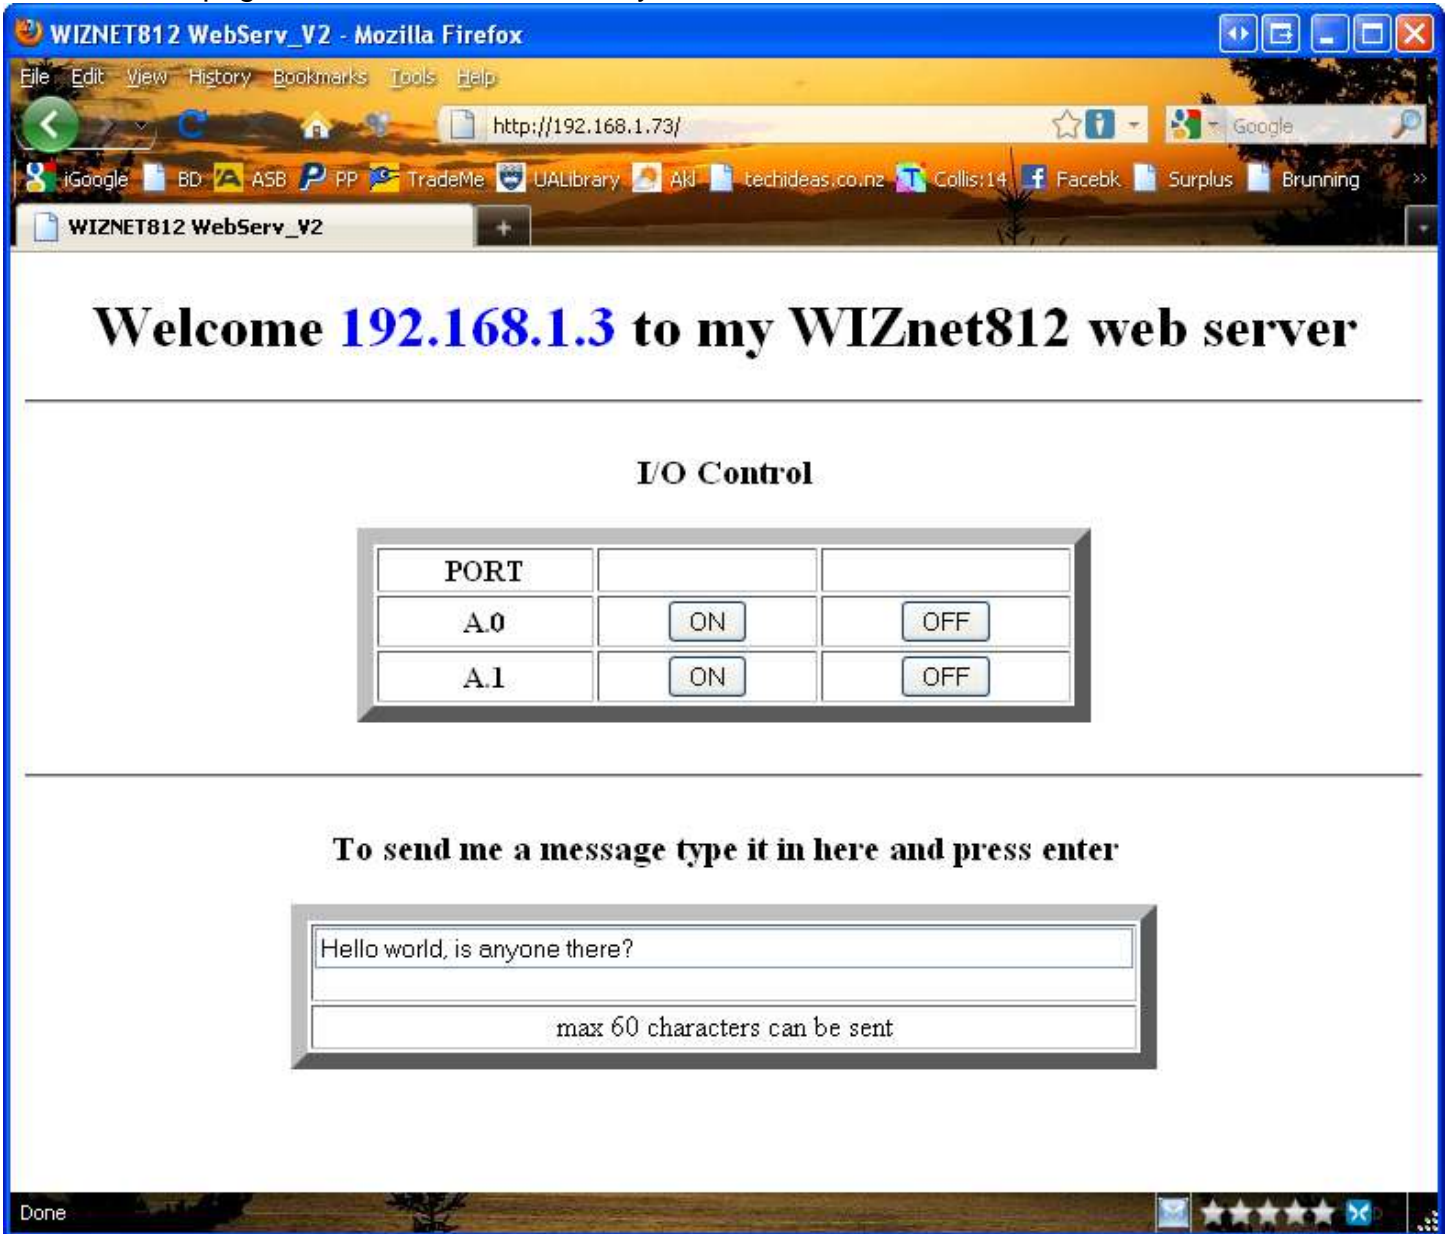 WIZNET812 WebServ_V2 - Mozilla Firefox
File Edit View History Bookmarks Tools Help
http://192.168.1.73/ Google
iGoogle BD ASB PP TradeMe UALibrary Akl techideas.co.nz Collis:14 Facebk Surplus Brunning »
WIZNET812 WebServ_V2 +
Welcome 192.168.1.3 to my WIZnet812 web server
I/O Control
PORT
A.0 ON OFF
A.1 ON OFF
To send me a message type it in here and press enter
Hello world, is anyone there?
max 60 characters can be sent
Done